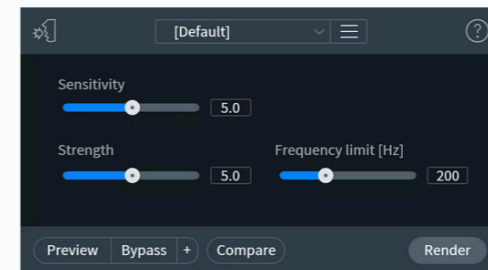 [Default]
?
Sensitivity
5.0
Strength
Frequency limit [Hz]
5.0
200
Preview Bypass + Compare Render